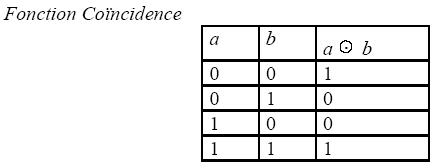 Fonction Coïncidence
a b a ⊙ b
0 0 1
0 1 0
1 0 0
1 1 1